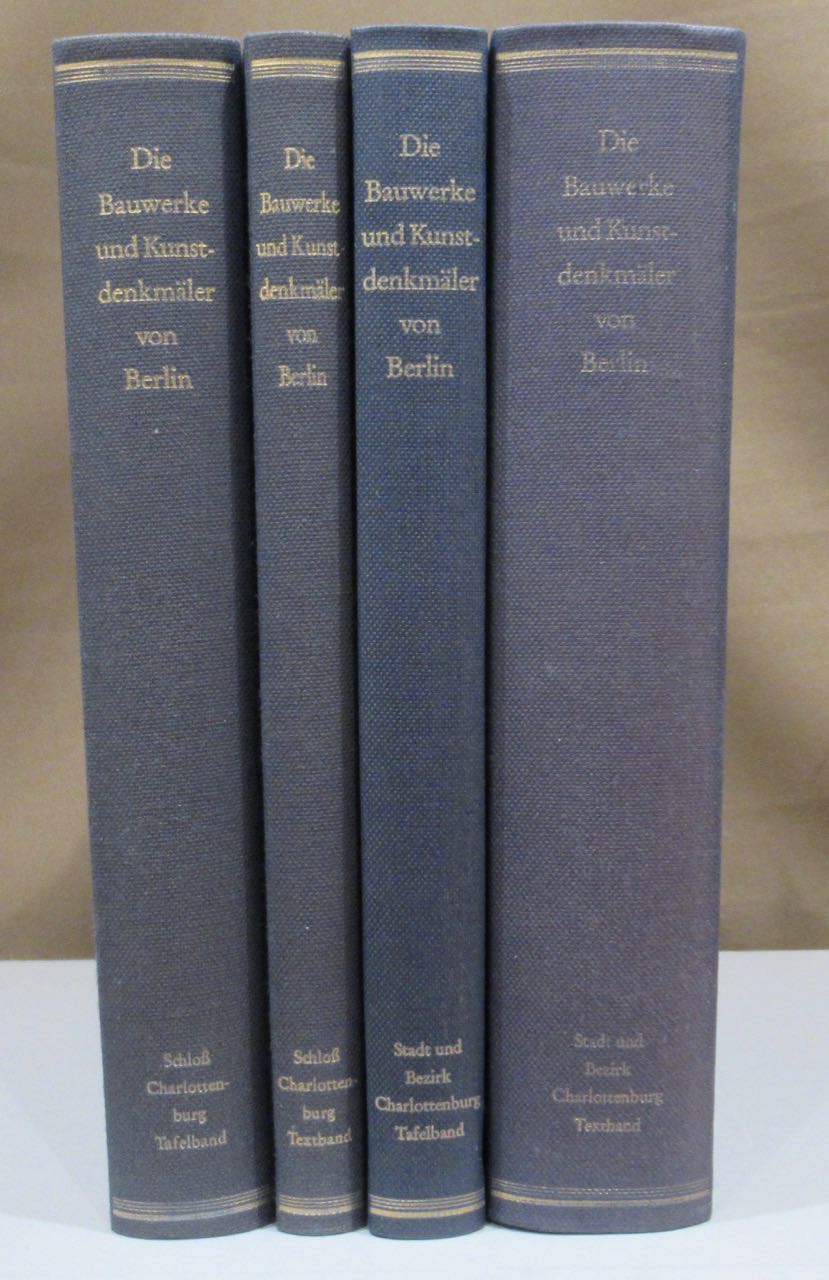 Die
Bauwerke
und Kunst-
denkmäler
von
Berlin
Schloß
Charlotten-
burg
Tafelband
Die
Bauwerke
und Kunst-
denkmäler
von
Berlin
Schloß
Charlotten-
burg
Textband
Die
Bauwerke
und Kunst-
denkmäler
von
Berlin
Stadt und
Bezirk
Charlottenburg
Tafelband
Die
Bauwerke
und Kunst-
denkmäler
von
Berlin
Stadt und
Bezirk
Charlottenburg
Textband